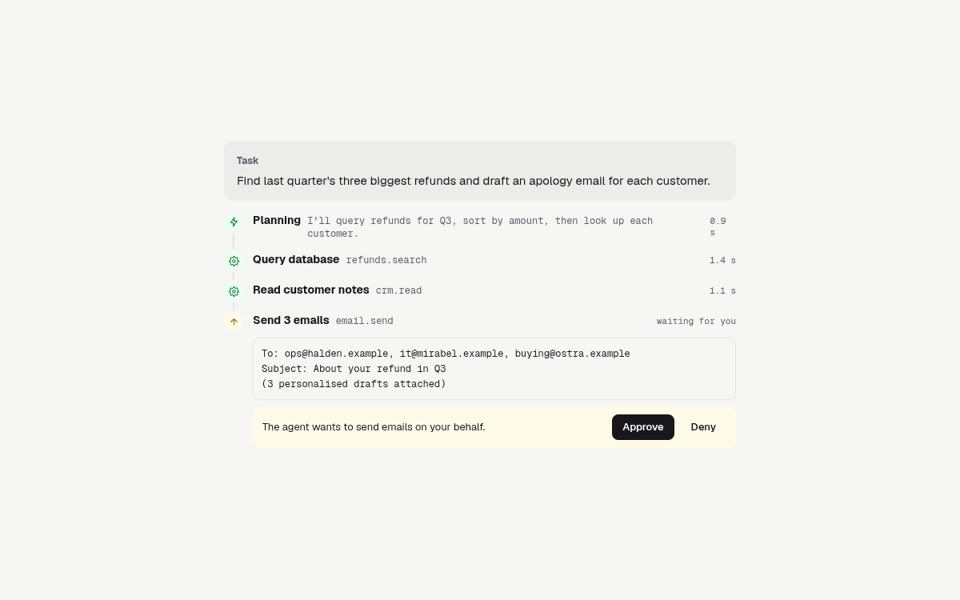 Task
Find last quarter's three biggest refunds and draft an apology email for each customer.
Planning I'll query refunds for Q3, sort by amount, then look up each customer. 0.9 s
Query database refunds.search 1.4 s
Read customer notes crm.read 1.1 s
Send 3 emails email.send waiting for you
To: ops@halden.example, it@mirabel.example, buying@ostra.example
Subject: About your refund in Q3
(3 personalised drafts attached)
The agent wants to send emails on your behalf. Approve Deny